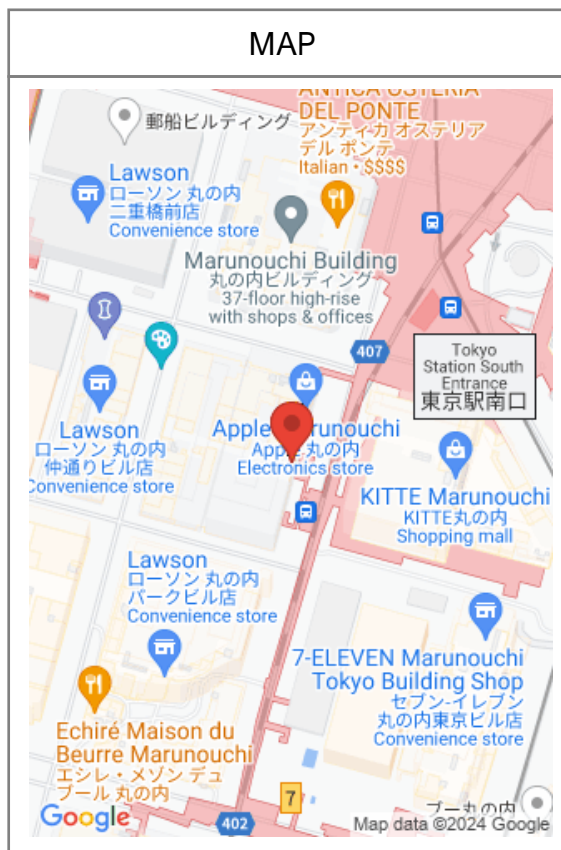 MAP
ANTICA OSTERIA
DEL PONTE
アンティカ オステリア
デル ポンテ
Italian・$$$$
郵船ビルディング
Lawson
ローソン 丸の内
二重橋前店
Convenience store
Marunouchi Building
丸の内ビルディング
37-floor high-rise
with shops & offices
407
Tokyo
Station South
Entrance
東京駅南口
Lawson
ローソン 丸の内
仲通りビル店
Convenience store
Apple Marunouchi
Apple 丸の内
Electronics store
KITTE Marunouchi
KITTE丸の内
Shopping mall
Lawson
ローソン 丸の内
パークビル店
Convenience store
7-ELEVEN Marunouchi
Tokyo Building Shop
セブン-イレブン
丸の内東京ビル店
Convenience store
Echiré Maison du
Beurre Marunouchi
エシレ・メゾン デュ
ブール 丸の内
7
ブー丸の内
Google
402
Map data ©2024 Google